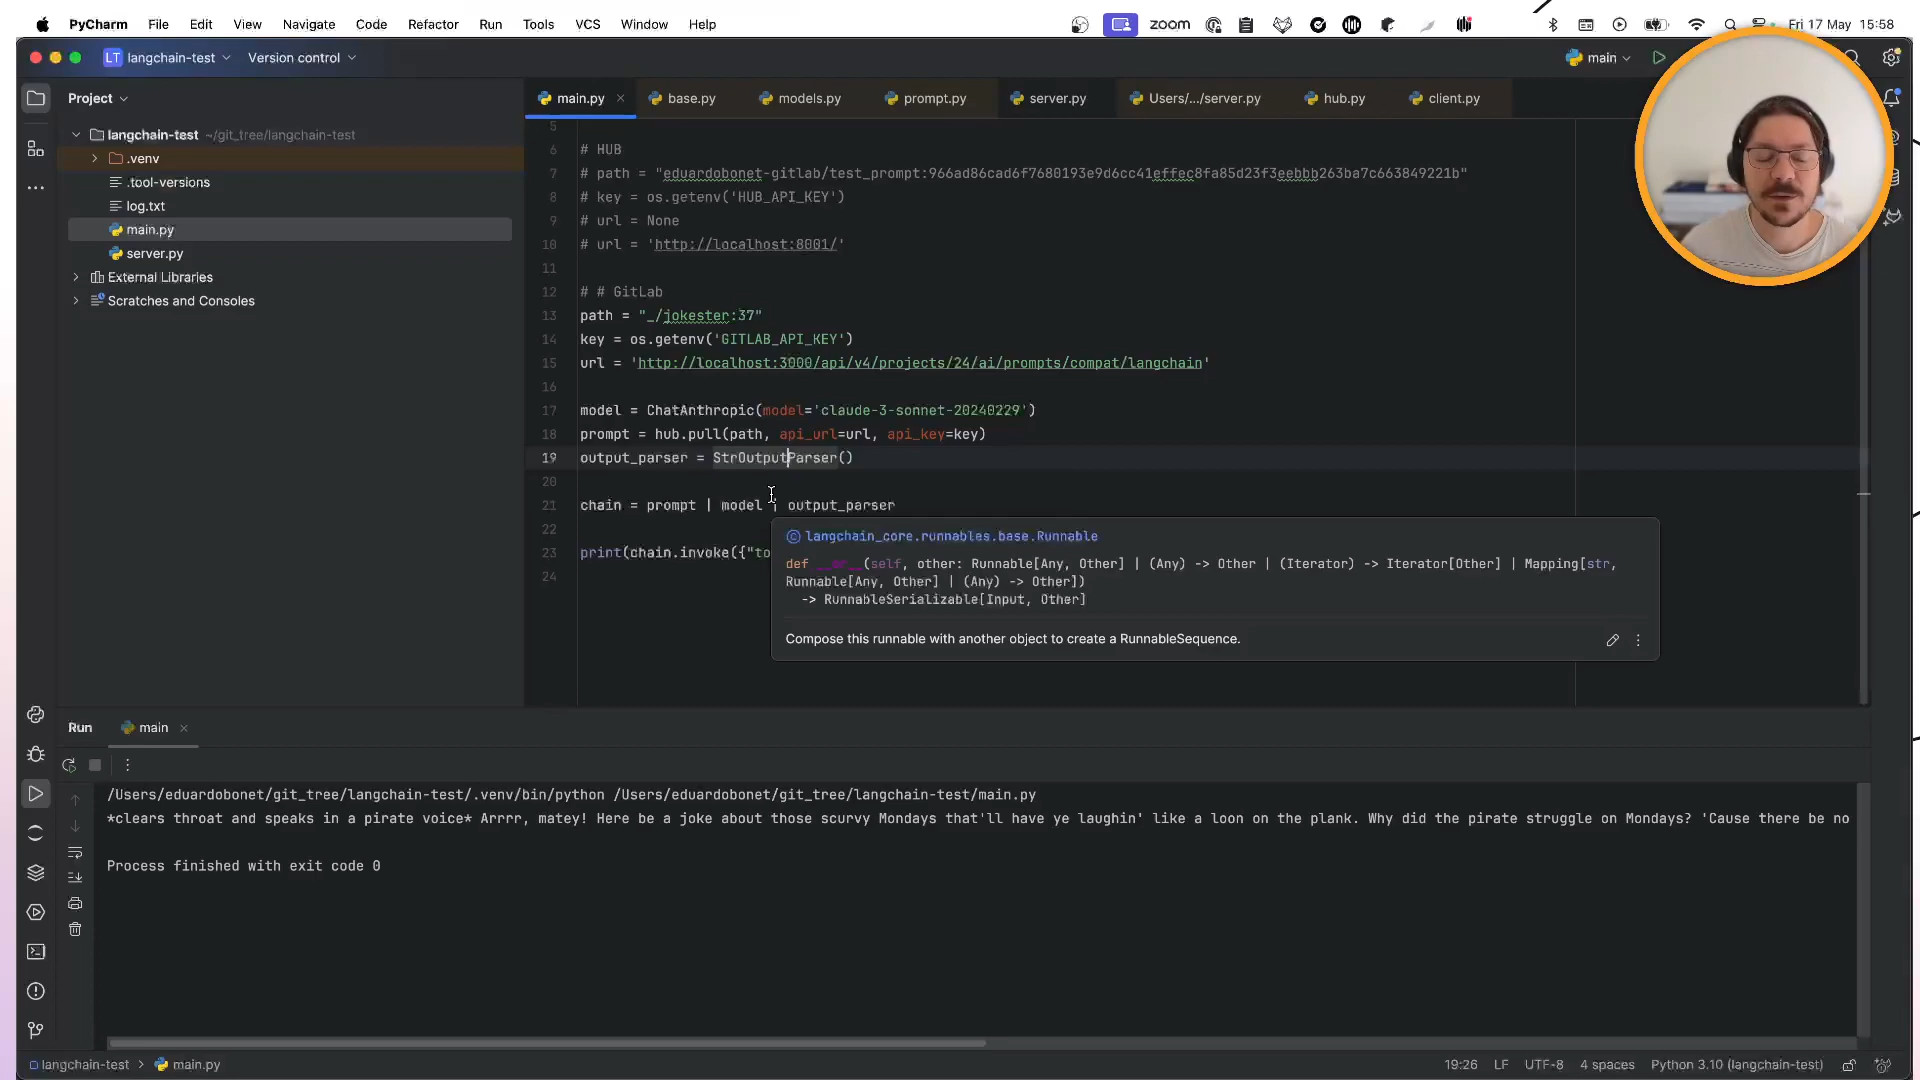 PyCharm File Edit View Navigate Code Refactor Run Tools VCS Window Help zoom Fri 17 May 15:58
LT langchain-test Version control main
Project
main.py base.py models.py prompt.py server.py Users/.../server.py hub.py client.py
langchain-test ~/git_tree/langchain-test
.venv
.tool-versions
log.txt
main.py
server.py
External Libraries
Scratches and Consoles
5
6 # HUB
7 # path = "eduardobonet-gitlab/test_prompt:966ad86cad6f7680193e9d6cc41effec8fa85d23f3eebbb263ba7c663849221b"
8 # key = os.getenv('HUB_API_KEY')
9 # url = None
10 # url = 'http://localhost:8001/'
11
12 # # GitLab
13 path = "_/jokester:37"
14 key = os.getenv('GITLAB_API_KEY')
15 url = 'http://localhost:3000/api/v4/projects/24/ai/prompts/compat/langchain'
16
17 model = ChatAnthropic(model='claude-3-sonnet-20240229')
18 prompt = hub.pull(path, api_url=url, api_key=key)
19 output_parser = StrOutputParser()
20
21 chain = prompt | model | output_parser
22
23 print(chain.invoke({"to
24
langchain_core.runnables.base.Runnable
def __or__(self, other: Runnable[Any, Other] | (Any) -> Other | (Iterator) -> Iterator[Other] | Mapping[str,
Runnable[Any, Other] | (Any) -> Other])
-> RunnableSerializable[Input, Other]
Compose this runnable with another object to create a RunnableSequence.
Run main
/Users/eduardobonet/git_tree/langchain-test/.venv/bin/python /Users/eduardobonet/git_tree/langchain-test/main.py
*clears throat and speaks in a pirate voice* Arrrr, matey! Here be a joke about those scurvy Mondays that'll have ye laughin' like a loon on the plank. Why did the pirate struggle on Mondays? 'Cause there be no
Process finished with exit code 0
langchain-test > main.py 19:26 LF UTF-8 4 spaces Python 3.10 (langchain-test)